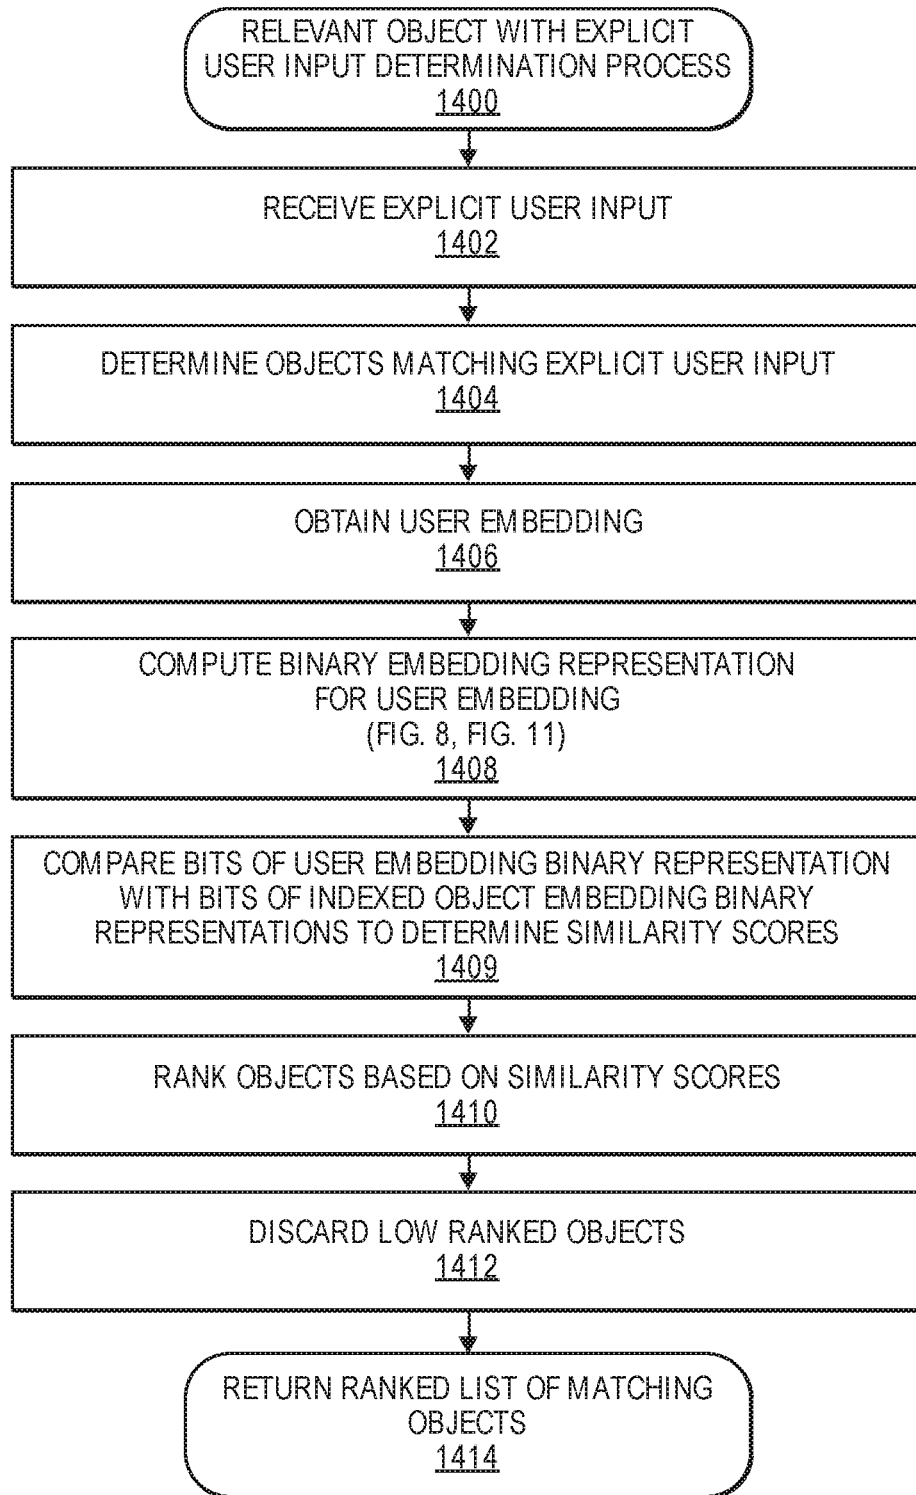 RELEVANT OBJECT WITH EXPLICIT
USER INPUT DETERMINATION PROCESS
1400
RECEIVE EXPLICIT USER INPUT
1402
DETERMINE OBJECTS MATCHING EXPLICIT USER INPUT
1404
OBTAIN USER EMBEDDING
1406
COMPUTE BINARY EMBEDDING REPRESENTATION
FOR USER EMBEDDING
(FIG. 8, FIG. 11)
1408
COMPARE BITS OF USER EMBEDDING BINARY REPRESENTATION
WITH BITS OF INDEXED OBJECT EMBEDDING BINARY
REPRESENTATIONS TO DETERMINE SIMILARITY SCORES
1409
RANK OBJECTS BASED ON SIMILARITY SCORES
1410
DISCARD LOW RANKED OBJECTS
1412
RETURN RANKED LIST OF MATCHING
OBJECTS
1414